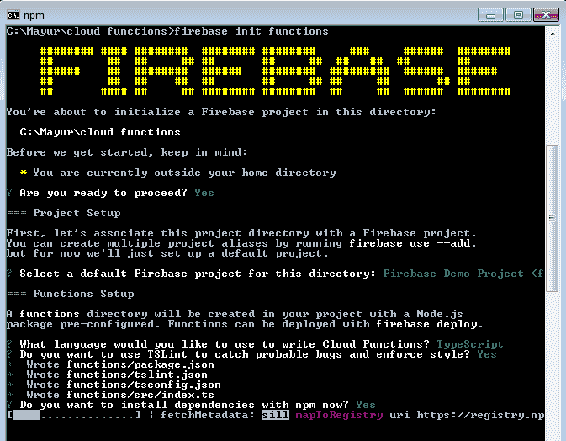 npm
C:\Mayur\cloud functions>firebase init functions
FIREBASE
You're about to initialize a Firebase project in this directory:
C:\Mayur\cloud functions
Before we get started, keep in mind:
* You are currently outside your home directory
? Are you ready to proceed? Yes
=== Project Setup
First, let's associate this project directory with a Firebase project.
You can create multiple project aliases by running firebase use --add,
but for now we'll just set up a default project.
? Select a default Firebase project for this directory: Firebase Demo Project (f
=== Functions Setup
A functions directory will be created in your project with a Node.js
package pre-configured. Functions can be deployed with firebase deploy.
? What language would you like to use to write Cloud Functions? TypeScript
? Do you want to use TSLint to catch probable bugs and enforce style? Yes
+  Wrote functions/package.json
+  Wrote functions/tslint.json
+  Wrote functions/tsconfig.json
+  Wrote functions/src/index.ts
? Do you want to install dependencies with npm now? Yes
[ ..............] | fetchMetadata: sill mapToRegistry uri https://registry.np